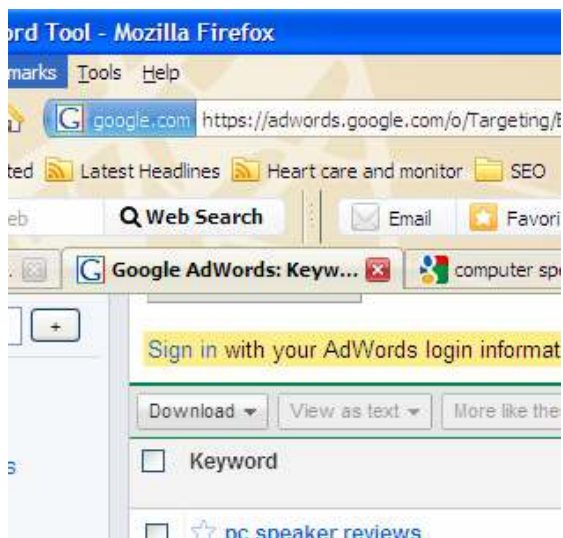 ord Tool - Mozilla Firefox
marks Tools Help
G google.com https://adwords.google.com/o/Targeting/E
ted Latest Headlines Heart care and monitor SEO
eb Web Search Email Favori
. G Google AdWords: Keyw... computer spe
+
Sign in with your AdWords login informat
Download View as text More like the
s Keyword
pc speaker reviews